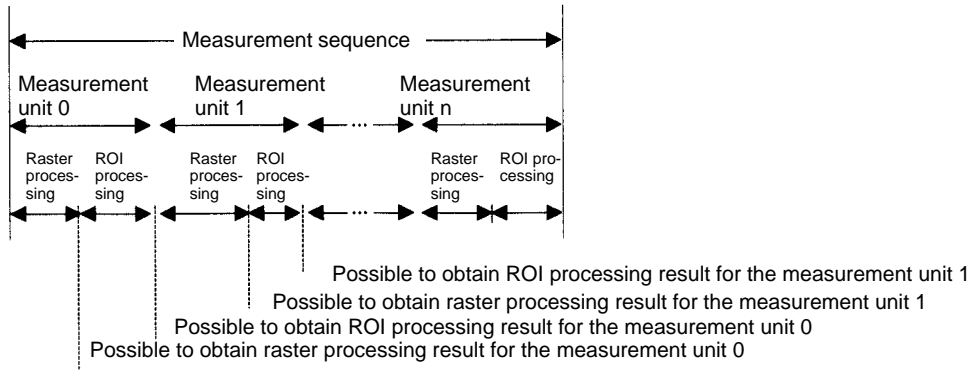 Measurement sequence
Measurement
unit 0
Measurement
unit 1
Measurement
unit n
...
Raster
proces-
sing
ROI
proces-
sing
Raster
proces-
sing
ROI
proces-
sing
Raster
proces-
sing
ROI pro-
cessing
...
Possible to obtain ROI processing result for the measurement unit 1
Possible to obtain raster processing result for the measurement unit 1
Possible to obtain ROI processing result for the measurement unit 0
Possible to obtain raster processing result for the measurement unit 0